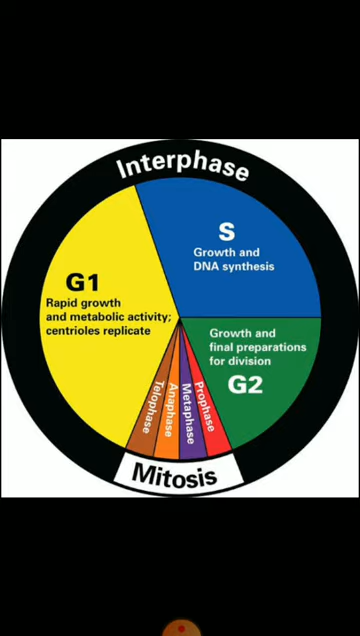 Interphase
S
Growth and
DNA synthesis
G1
Rapid growth
and metabolic activity;
centrioles replicate
Growth and
final preparations
for division
G2
Telophase
Anaphase
Metaphase
Prophase
Mitosis